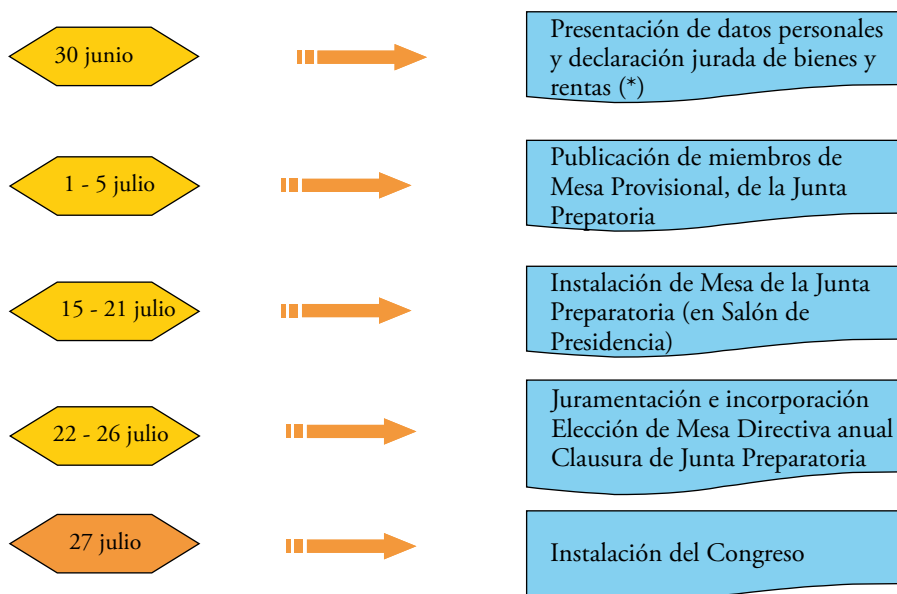 30 junio
Presentación de datos personales
y declaración jurada de bienes y
rentas (*)
1 - 5 julio
Publicación de miembros de
Mesa Provisional, de la Junta
Prepatoria
15 - 21 julio
Instalación de Mesa de la Junta
Preparatoria (en Salón de
Presidencia)
22 - 26 julio
Juramentación e incorporación
Elección de Mesa Directiva anual
Clausura de Junta Preparatoria
27 julio
Instalación del Congreso